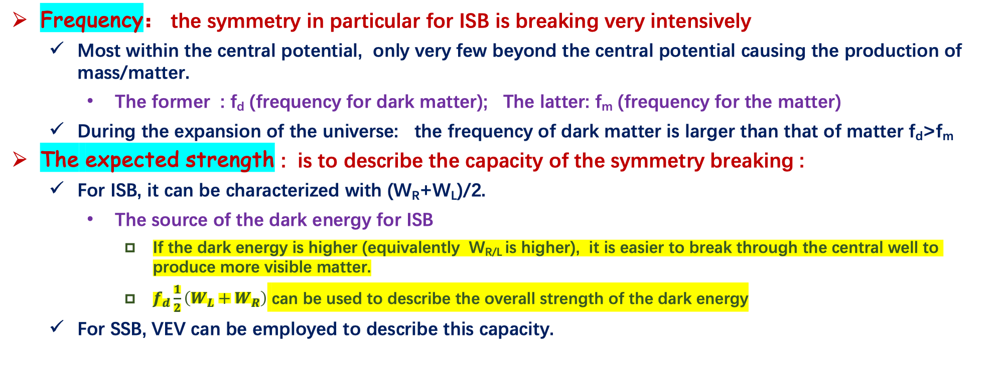 ➢ Frequency： the symmetry in particular for ISB is breaking very intensively
✓ Most within the central potential, only very few beyond the central potential causing the production of
mass/matter.
• The former : f_d (frequency for dark matter); The latter: f_m (frequency for the matter)
✓ During the expansion of the universe: the frequency of dark matter is larger than that of matter f_d>f_m
➢ The expected strength : is to describe the capacity of the symmetry breaking :
✓ For ISB, it can be characterized with (W_R+W_L)/2.
• The source of the dark energy for ISB
If the dark energy is higher (equivalently W_R/L is higher), it is easier to break through the central well to
produce more visible matter.
f_d 1/2 (W_L + W_R) can be used to describe the overall strength of the dark energy
✓ For SSB, VEV can be employed to describe this capacity.